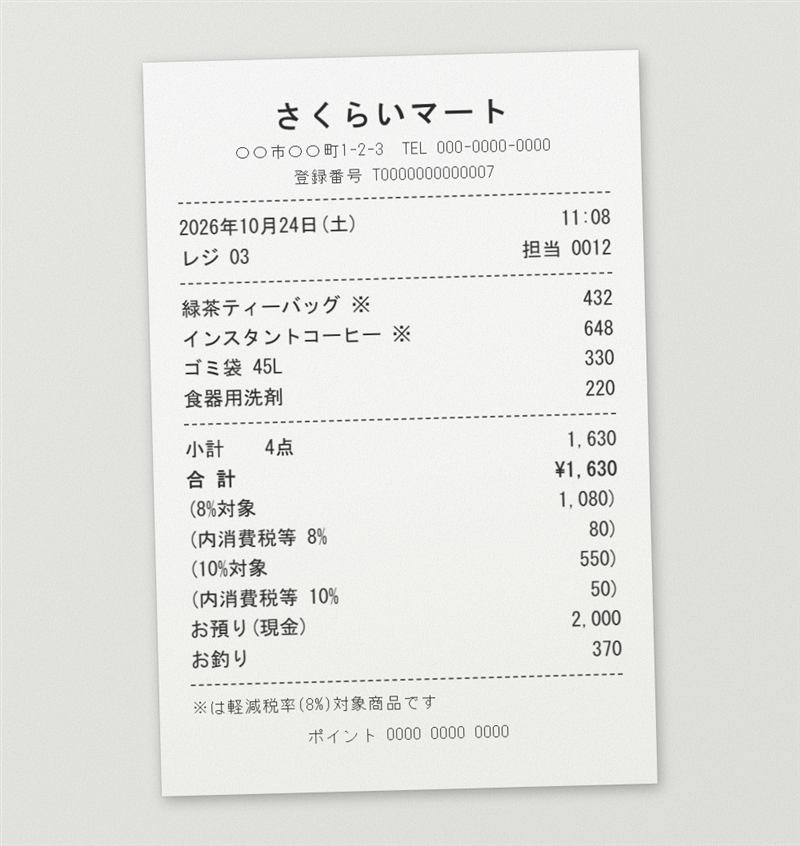 さくらいマート
○○市○○町1-2-3 TEL 000-0000-0000
登録番号 T0000000000007
2026年10月24日(土) 11:08
レジ 03 担当 0012
緑茶ティーバッグ ※ 432
インスタントコーヒー ※ 648
ゴミ袋 45L 330
食器用洗剤 220
小計 4点 1,630
合 計 ¥1,630
(8%対象 1,080)
(内消費税等 8% 80)
(10%対象 550)
(内消費税等 10% 50)
お預り(現金) 2,000
お釣り 370
※は軽減税率(8%)対象商品です
ポイント 0000 0000 0000